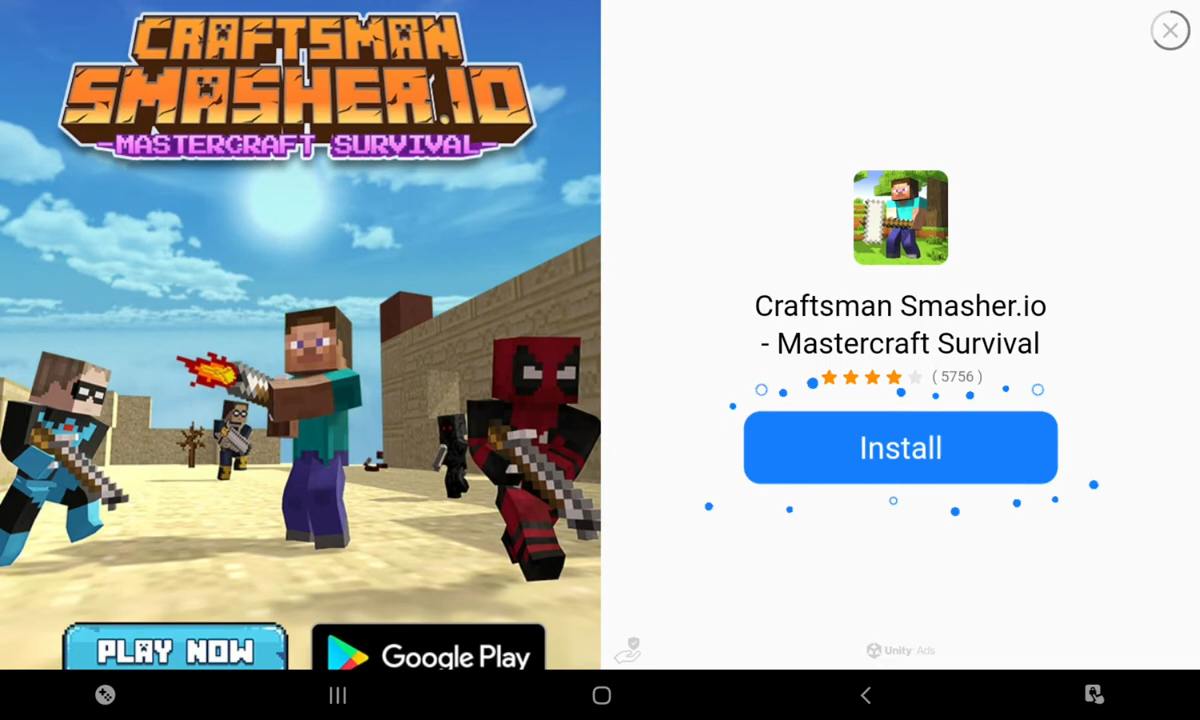 CRAFTSMAN
SMASHER.IO
-MASTERCRAFT SURVIVAL-
PLAY NOW
Google Play
Craftsman Smasher.io
- Mastercraft Survival
( 5756 )
Install
Unity Ads